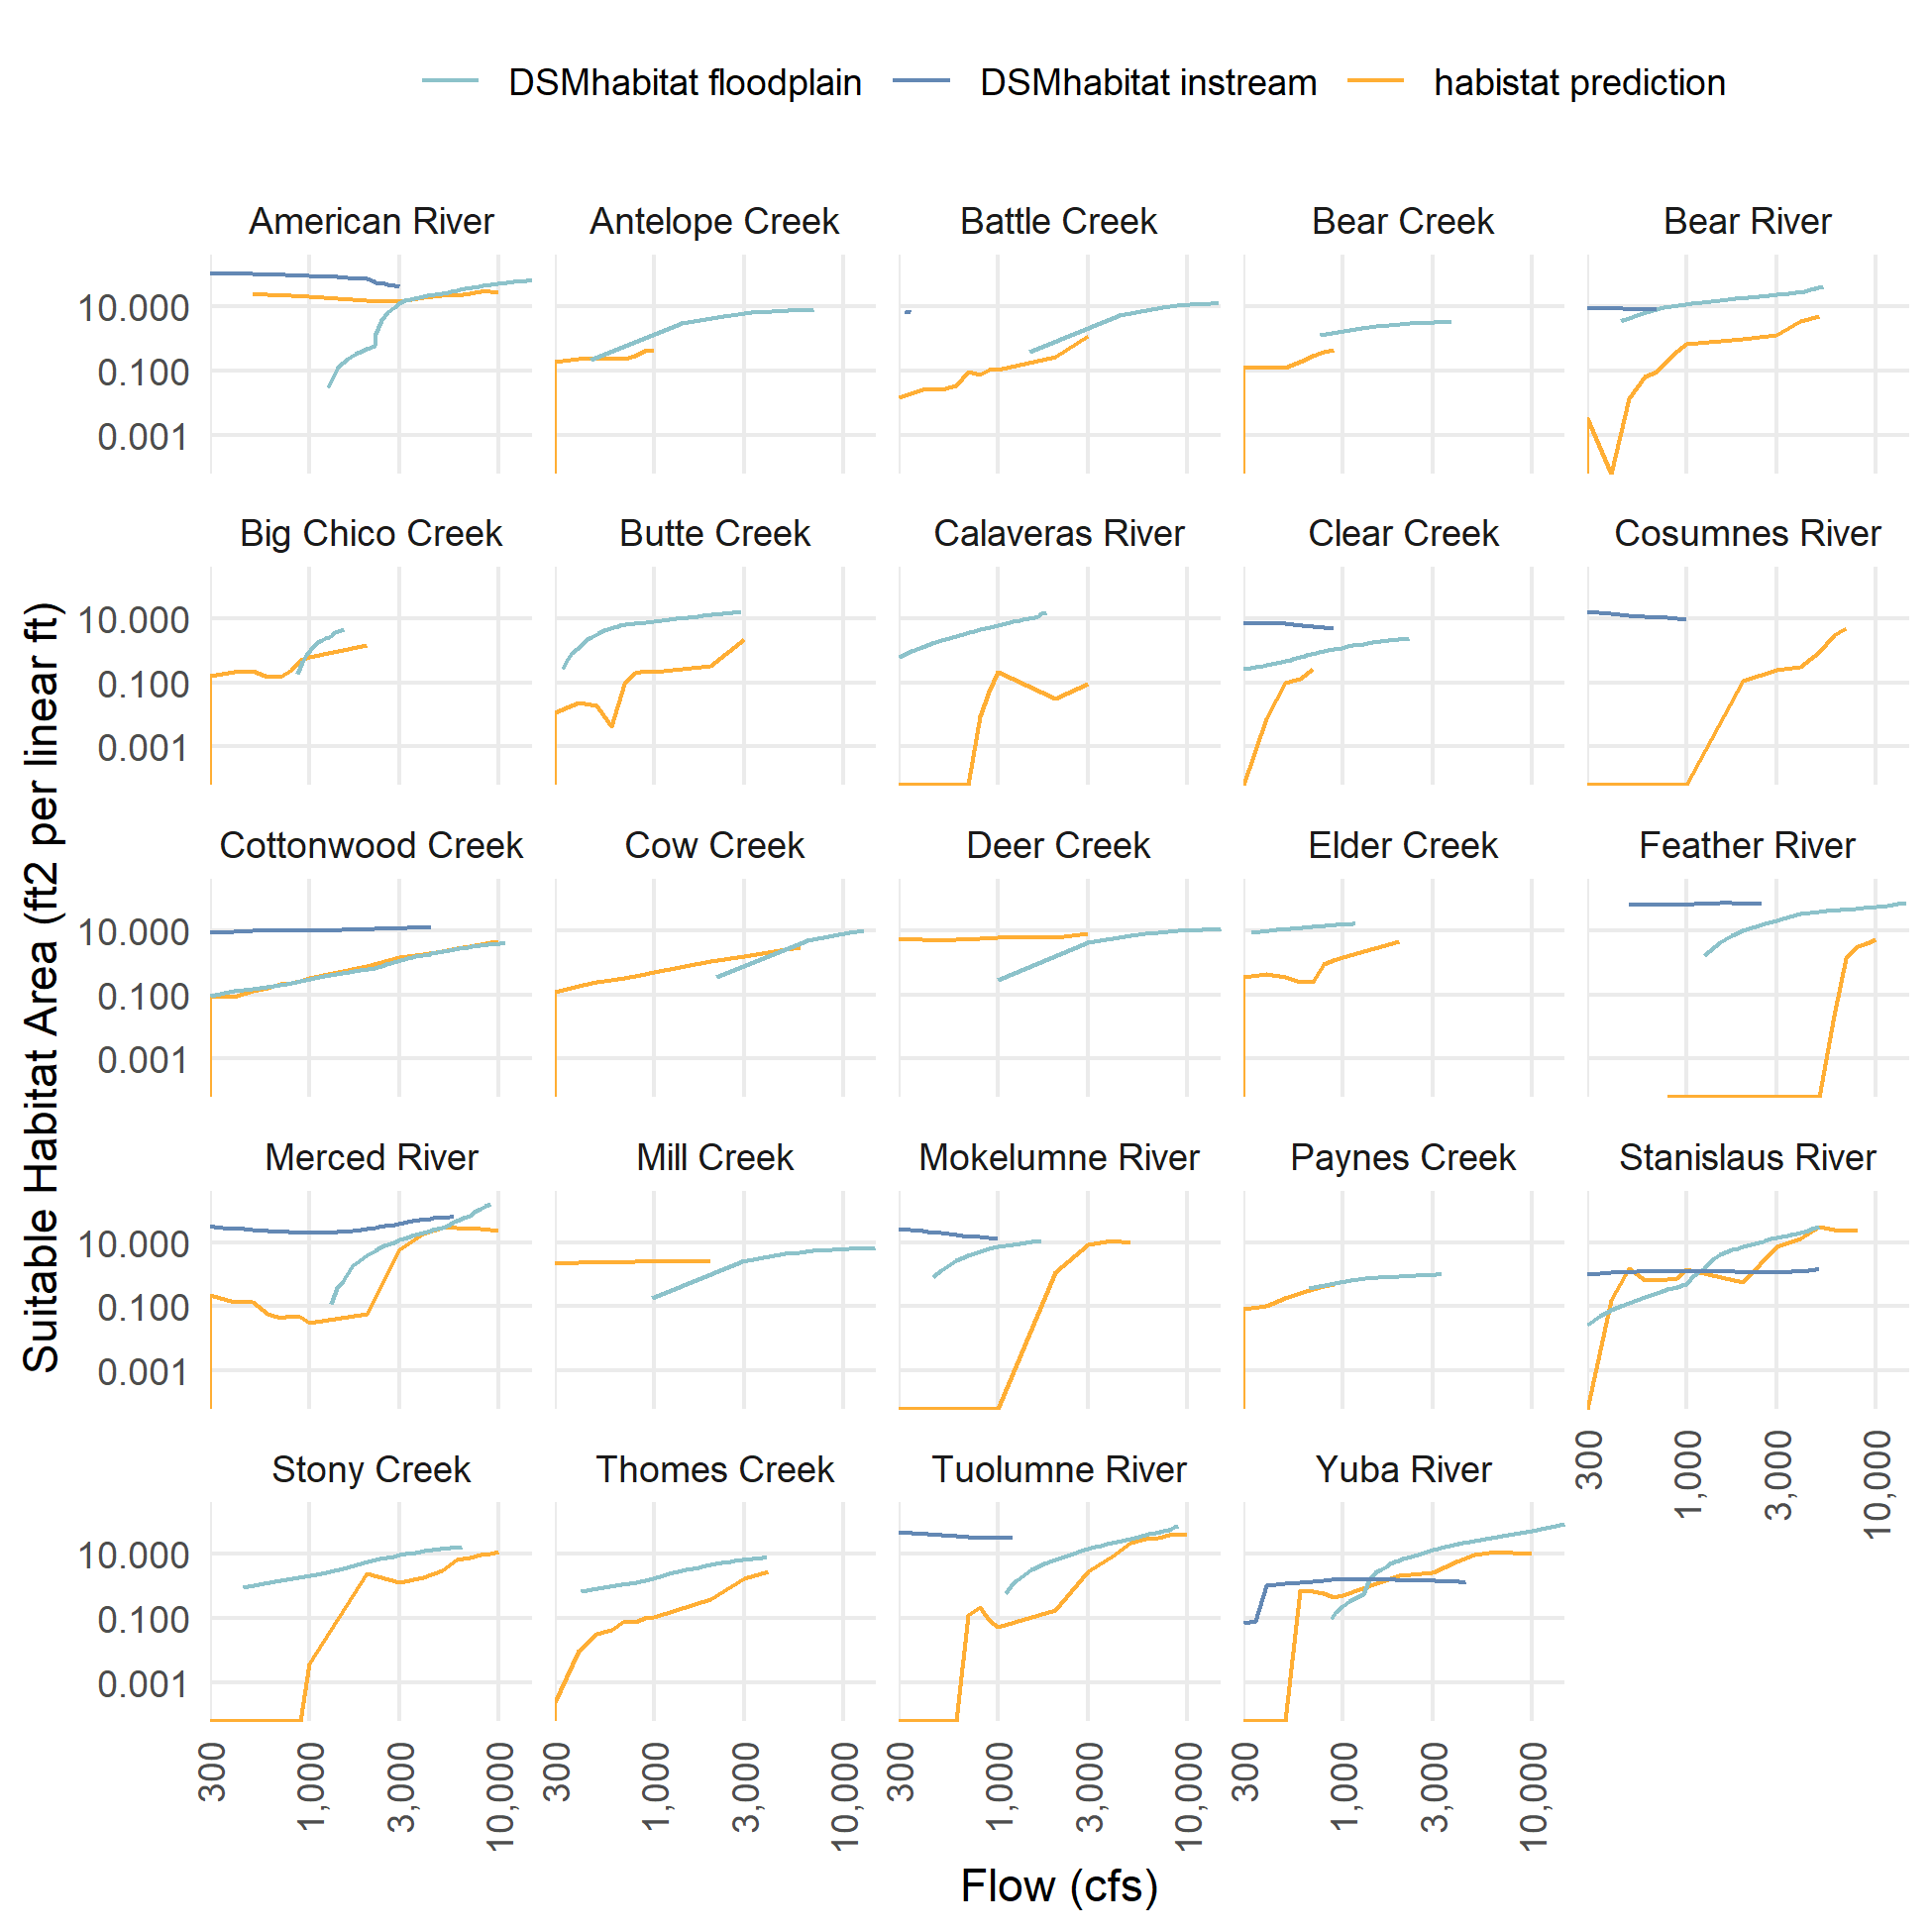 DSMhabitat floodplain DSMhabitat instream habistat prediction
American River Antelope Creek Battle Creek Bear Creek Bear River
10.000
0.100
0.001
Big Chico Creek Butte Creek Calaveras River Clear Creek Cosumnes River
10.000
0.100
0.001
Suitable Habitat Area (ft2 per linear ft)
Cottonwood Creek Cow Creek Deer Creek Elder Creek Feather River
10.000
0.100
0.001
Merced River Mill Creek Mokelumne River Paynes Creek Stanislaus River
10.000
0.100
0.001
300 1,000 3,000 10,000
Stony Creek Thomes Creek Tuolumne River Yuba River
10.000
0.100
0.001
300 1,000 3,000 10,000 300 1,000 3,000 10,000 300 1,000 3,000 10,000 300 1,000 3,000 10,000
Flow (cfs)